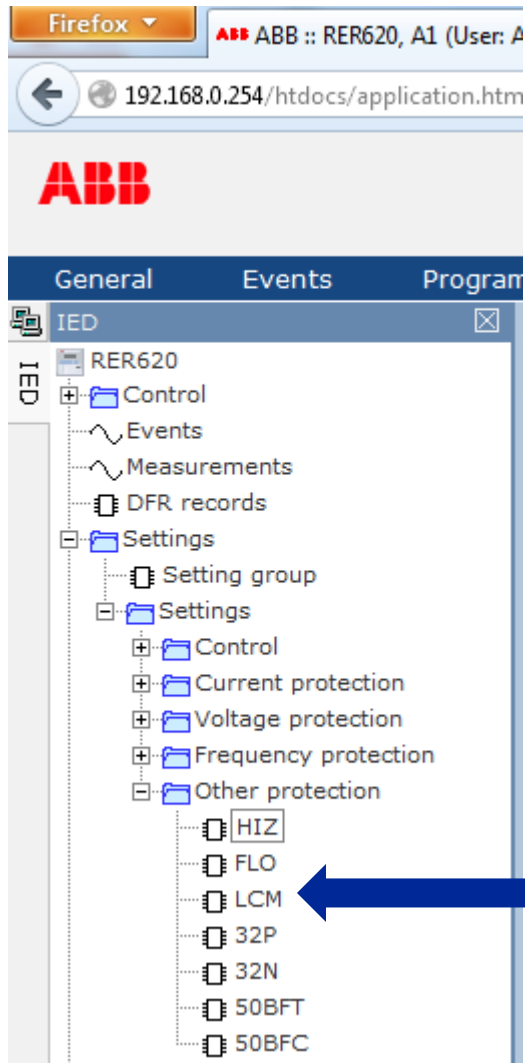 Firefox
ABB ABB :: RER620, A1 (User: A
192.168.0.254/htdocs/application.htm
ABB
General Events Program
IED
IED
RER620
Control
Events
Measurements
DFR records
Settings
Setting group
Settings
Control
Current protection
Voltage protection
Frequency protection
Other protection
HIZ
FLO
LCM
32P
32N
50BFT
50BFC